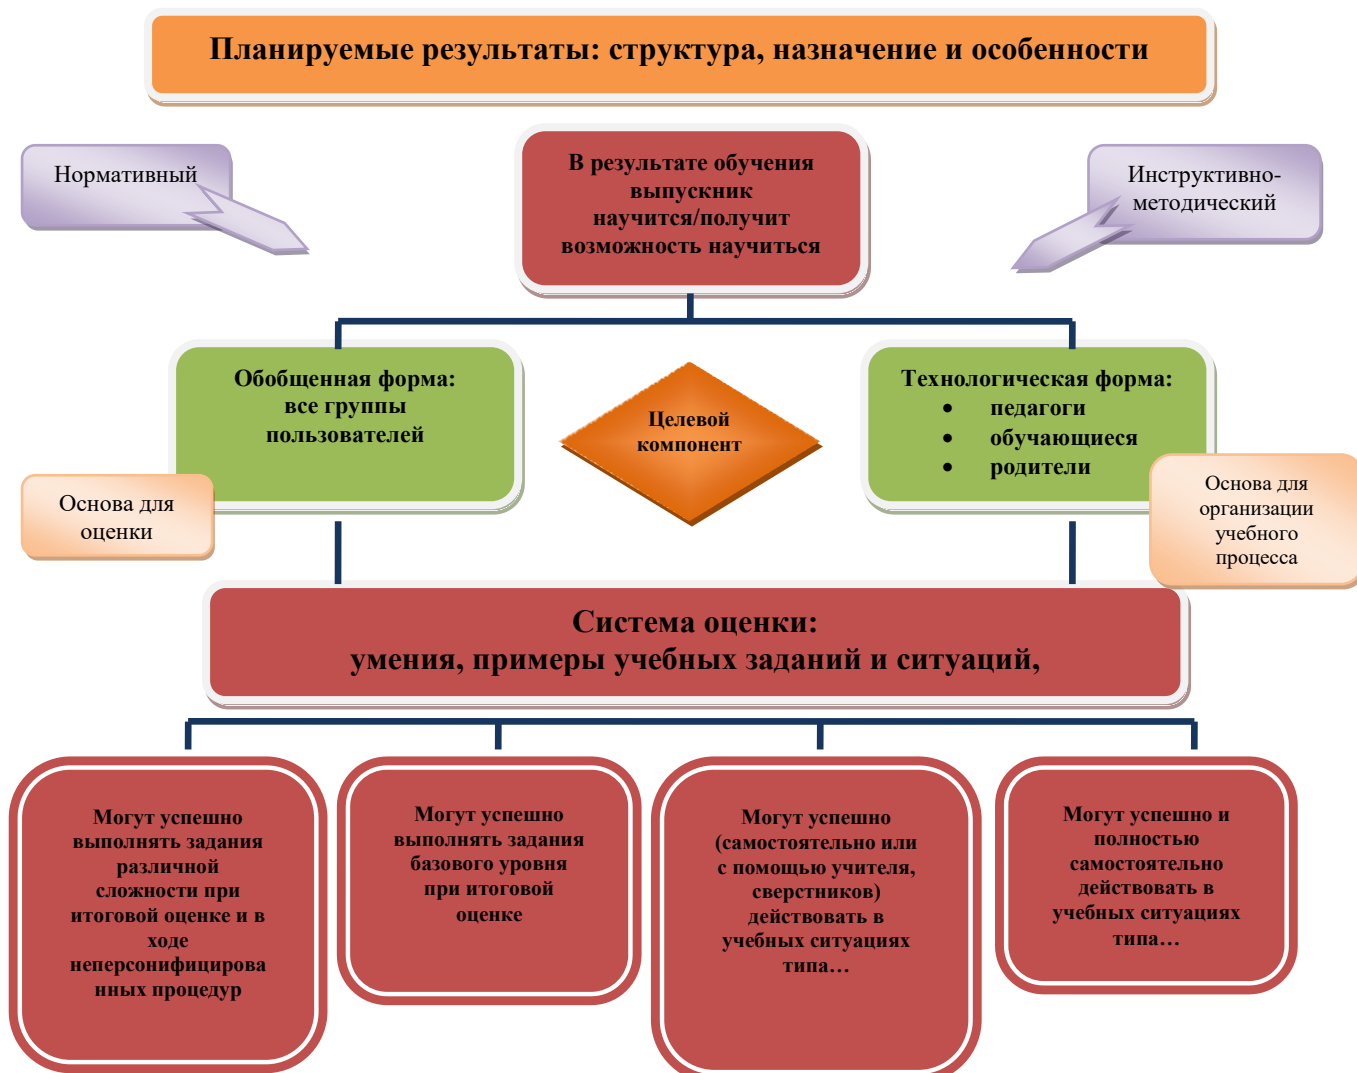 Планируемые результаты: структура, назначение и особенности
Нормативный
В результате обучения
выпускник
научится/получит
возможность научиться
Инструктивно-
методический
Обобщенная форма:
все группы
пользователей
Целевой
компонент
Технологическая форма:
• педагоги
• обучающиеся
• родители
Основа для
оценки
Основа для
организации
учебного
процесса
Система оценки:
умения, примеры учебных заданий и ситуаций,
Могут успешно
выполнять задания
различной
сложности при
итоговой оценке и в
ходе
неперсонифицирова
нных процедур
Могут успешно
выполнять задания
базового уровня
при итоговой
оценке
Могут успешно
(самостоятельно или
с помощью учителя,
сверстников)
действовать в
учебных ситуациях
типа…
Могут успешно и
полностью
самостоятельно
действовать в
учебных ситуациях
типа…